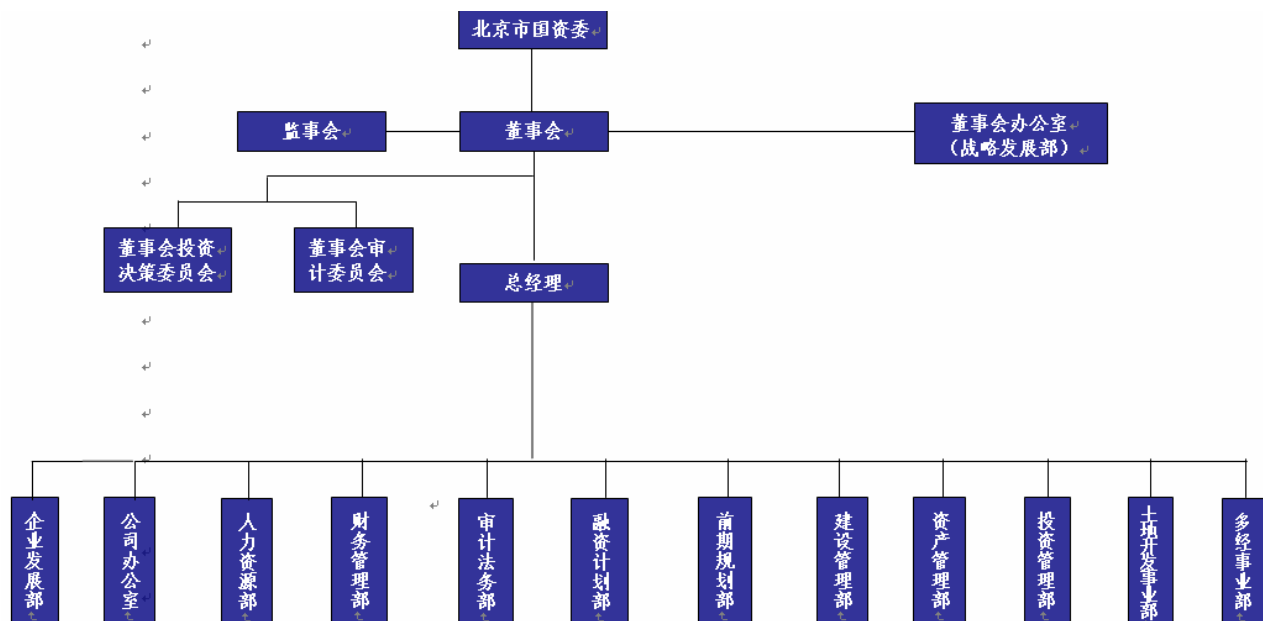 北京市国资委
监事会
董事会
董事会办公室
（战略发展部）
董事会投资
决策委员会
董事会审
计委员会
总经理
企业发展部
公司办公室
人力资源部
财务管理部
审计法务部
融资计划部
前期规划部
建设管理部
资产管理部
投资管理部
土地开发事业部
多经事业部